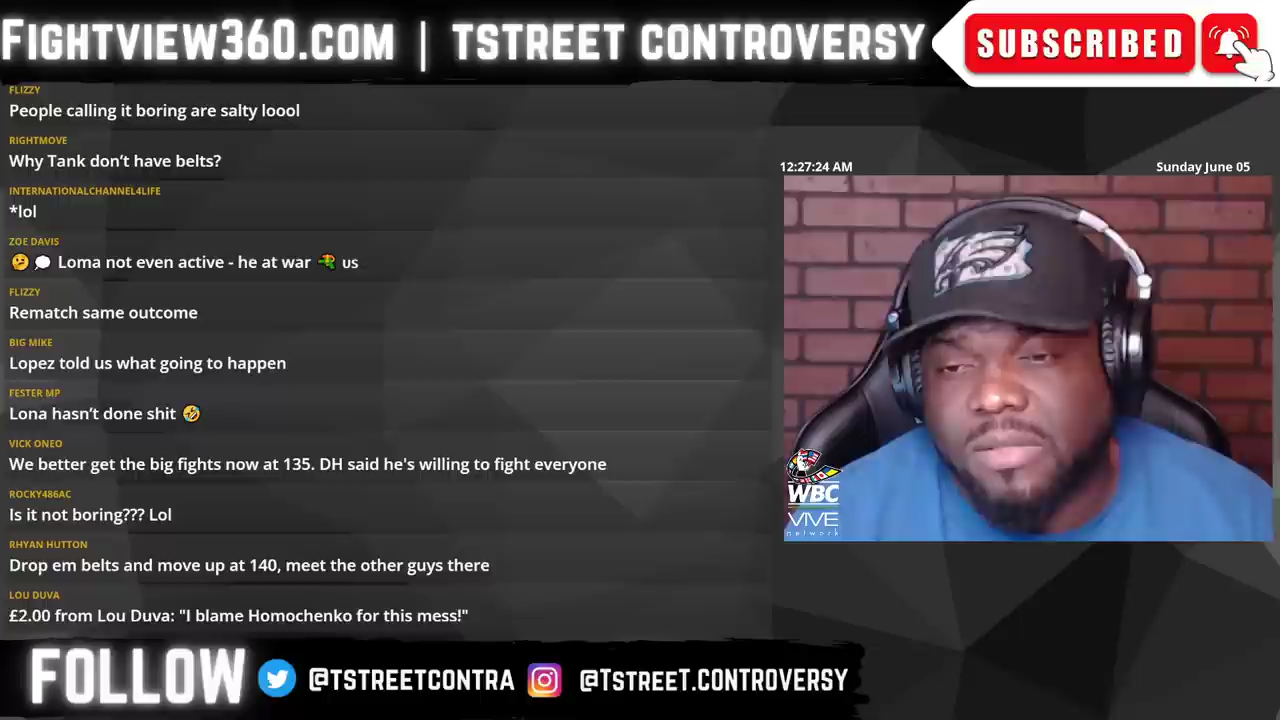 FIGHTVIEW360.COM | TSTREET CONTROVERSY
SUBSCRIBED
FLIZZY
People calling it boring are salty loool
RIGHTMOVE
Why Tank don't have belts?
INTERNATIONALCHANNEL4LIFE
*lol
ZOE DAVIS
🤔 💭 Loma not even active - he at war 🔫 us
FLIZZY
Rematch same outcome
BIG MIKE
Lopez told us what going to happen
FESTER MP
Lona hasn't done shit 🤣
VICK ONEO
We better get the big fights now at 135. DH said he's willing to fight everyone
ROCKY486AC
Is it not boring??? Lol
RHYAN HUTTON
Drop em belts and move up at 140, meet the other guys there
LOU DUVA
£2.00 from Lou Duva: "I blame Homochenko for this mess!"
12:27:24 AM
Sunday June 05
WBC
VIVE
network
FOLLOW
@TSTREETCONTRA
@TSTREET.CONTROVERSY